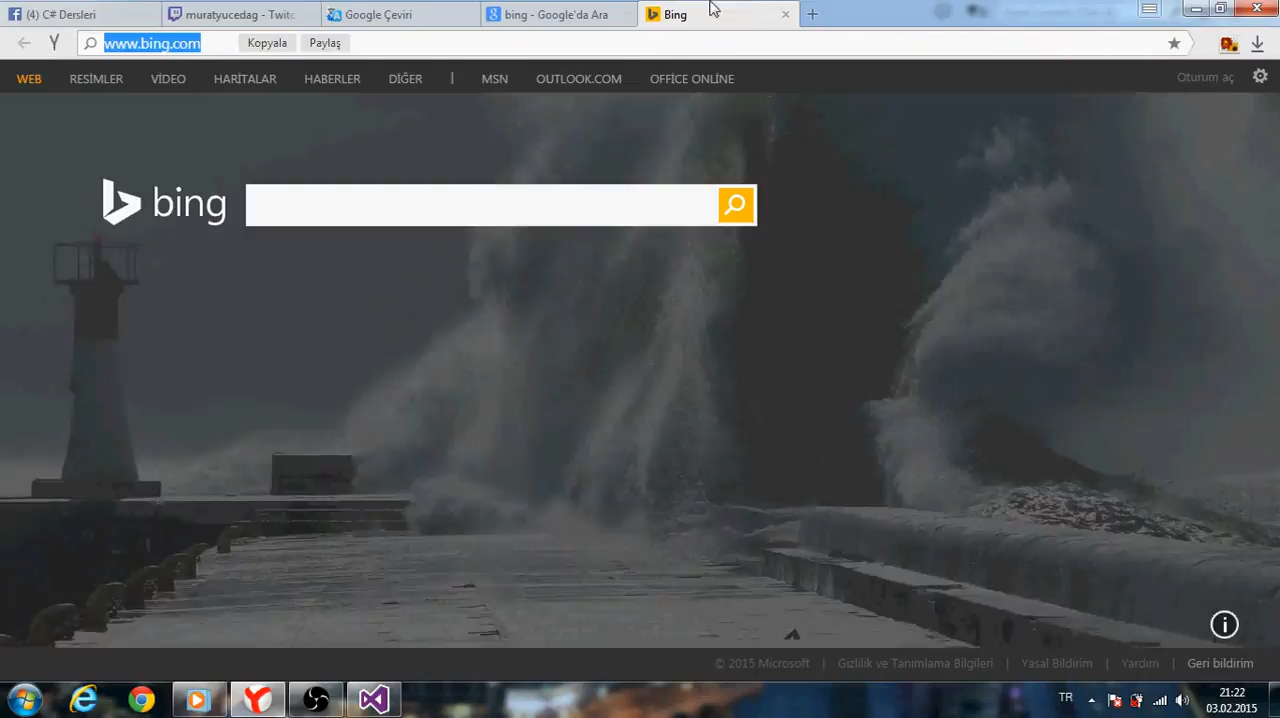 (4) C# Dersleri
muratyucedag - Twitc
Google Çeviri
bing - Google'da Ara
Bing
www.bing.com
Kopyala
Paylaş
WEB
RESİMLER
VİDEO
HARİTALAR
HABERLER
DİĞER
|
MSN
OUTLOOK.COM
OFFICE ONLINE
Oturum aç
bing
© 2015 Microsoft | Gizlilik ve Tanımlama Bilgileri | Yasal Bildirim | Yardım | Geri bildirim
TR
21:22
03.02.2015